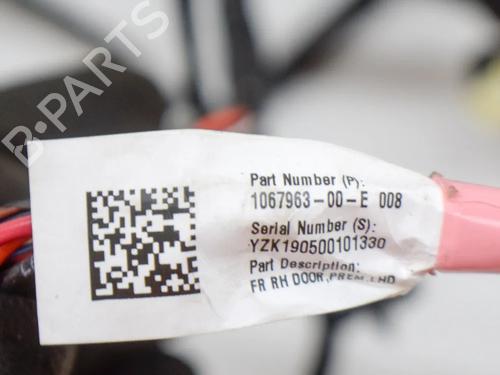 B-PARTS
Part Number (P):
1067963-00-E 008
Serial Number (S):
YZK190500101330
Part Description:
FR RH DOOR,PREM,LHD